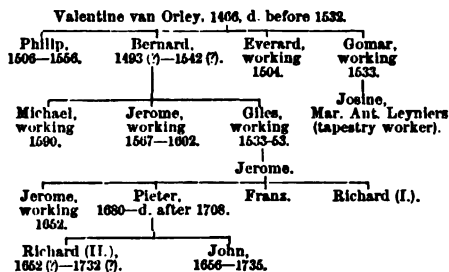 Valentine van Orley, 1466, d. before 1532.
Philip, Bernard, Everard, Gomar,
1506—1556. 1493 (?)—1542 (?). working working
1504. 1533.
Michael, Jerome, Giles, Josine,
working working working Mar. Ant. Leyniers
1590. 1567—1602. 1533-53. (tapestry worker).
Jerome.
Jerome, Pieter, Franz. Richard (I.).
working 1680—d. after 1708.
1652.
Richard (II.), John,
1652 (?)—1732 (?). 1656—1735.